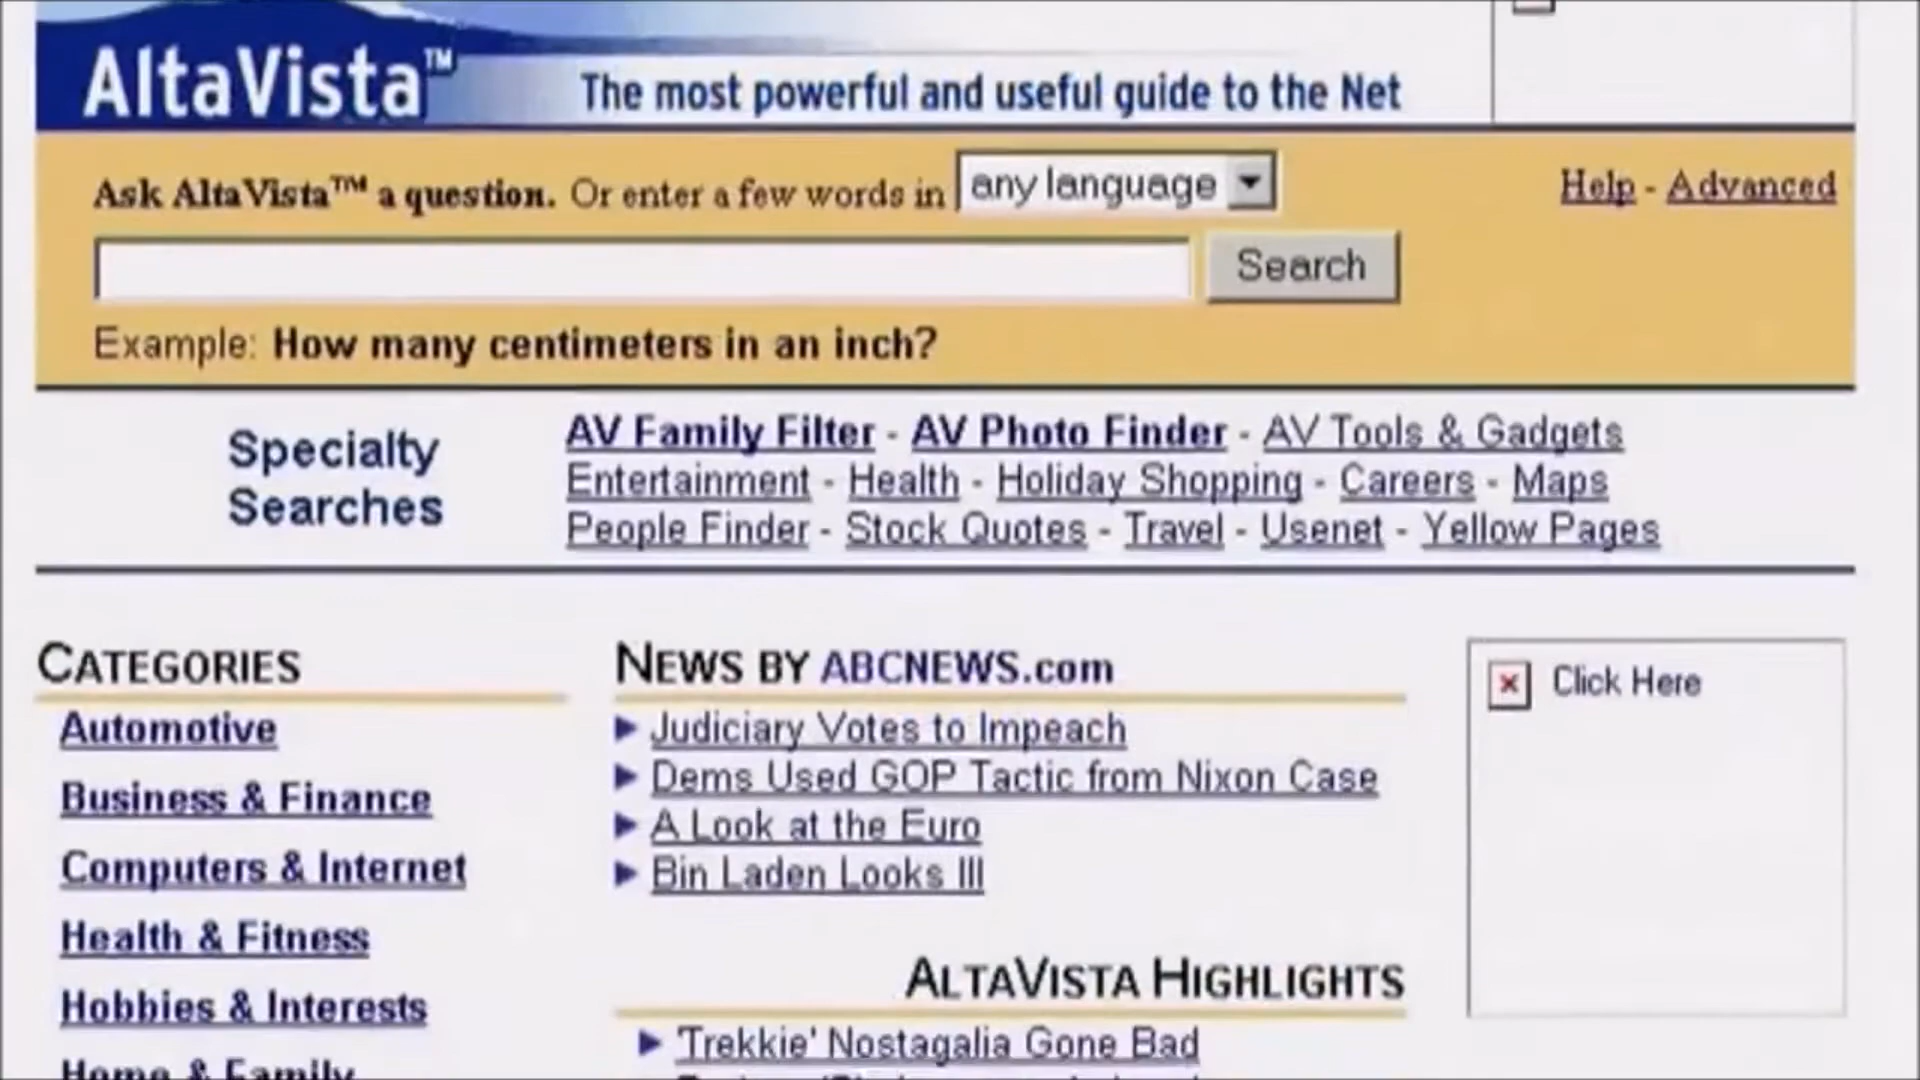 AltaVista™
The most powerful and useful guide to the Net
Ask AltaVista™ a question. Or enter a few words in any language
Help - Advanced
Search
Example: How many centimeters in an inch?
Specialty
Searches
AV Family Filter - AV Photo Finder - AV Tools & Gadgets
Entertainment - Health - Holiday Shopping - Careers - Maps
People Finder - Stock Quotes - Travel - Usenet - Yellow Pages
CATEGORIES
Automotive
Business & Finance
Computers & Internet
Health & Fitness
Hobbies & Interests
Home & Family
NEWS BY ABCNEWS.com
Judiciary Votes to Impeach
Dems Used GOP Tactic from Nixon Case
A Look at the Euro
Bin Laden Looks Ill
ALTAVISTA HIGHLIGHTS
'Trekkie' Nostagalia Gone Bad
Click Here